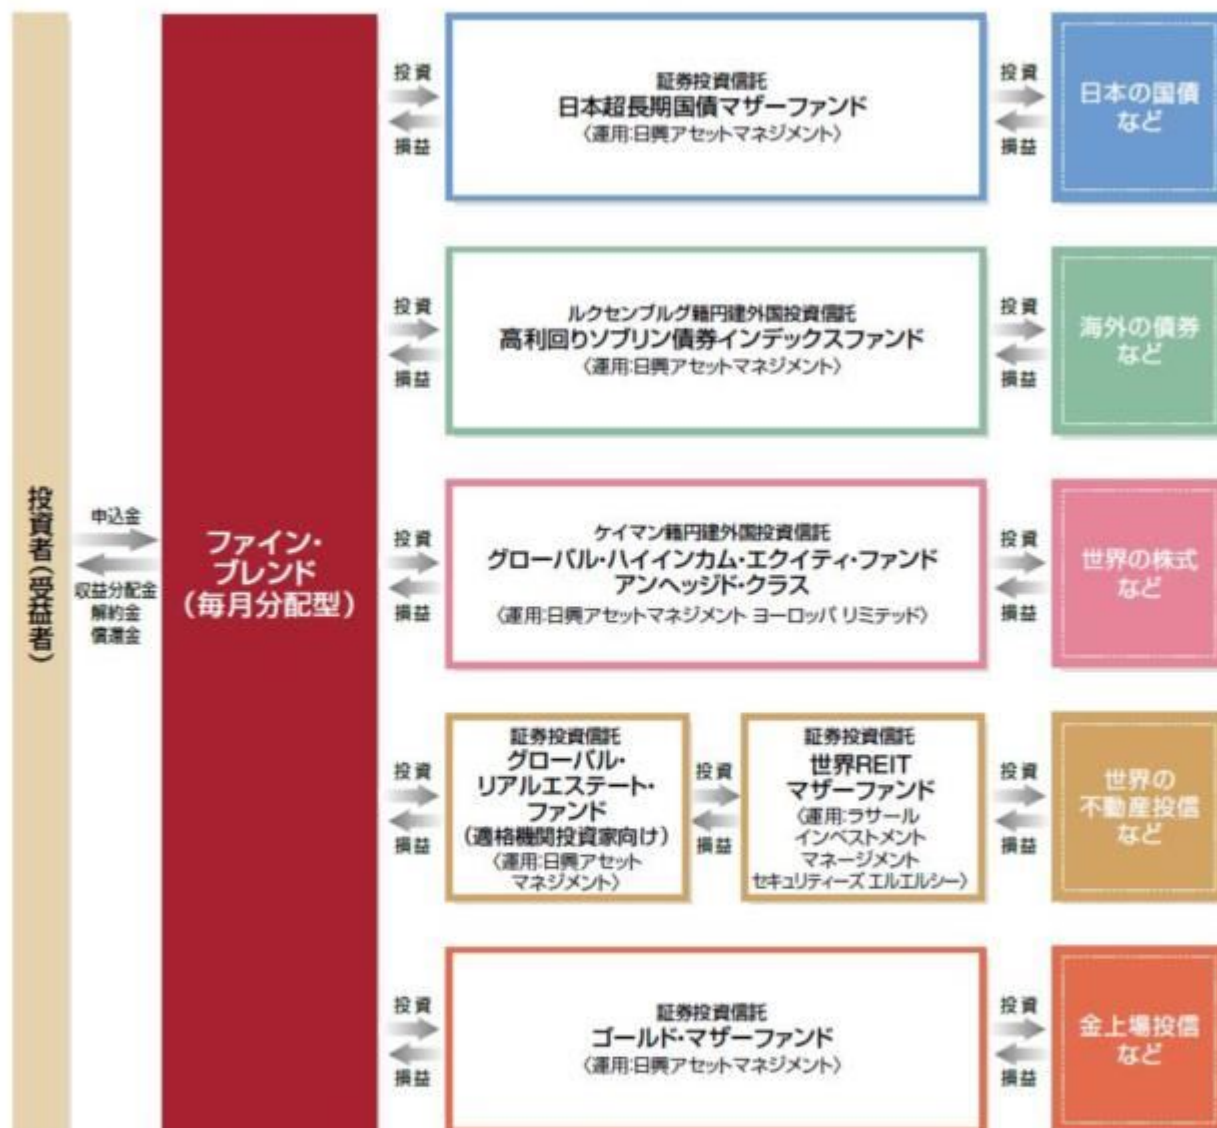 投資者(受益者)
申込金
収益分配金
解約金
償還金
ファイン・
ブレンド
(毎月分配型)
投資
損益
証券投資信託
日本超長期国債マザーファンド
〈運用:日興アセットマネジメント〉
投資
損益
日本の国債
など
投資
損益
ルクセンブルグ籍円建外国投資信託
高利回りソブリン債券インデックスファンド
〈運用:日興アセットマネジメント〉
投資
損益
海外の債券
など
投資
損益
ケイマン籍円建外国投資信託
グローバル・ハイインカム・エクイティ・ファンド
アンヘッジド・クラス
〈運用:日興アセットマネジメント ヨーロッパ リミテッド〉
投資
損益
世界の株式
など
投資
損益
証券投資信託
グローバル・
リアルエステート・
ファンド
(適格機関投資家向け)
〈運用:日興アセット
マネジメント〉
投資
損益
証券投資信託
世界REIT
マザーファンド
〈運用:ラサール
インベストメント
マネージメント
セキュリティーズ エルエルシー〉
投資
損益
世界の
不動産投信
など
投資
損益
証券投資信託
ゴールド・マザーファンド
〈運用:日興アセットマネジメント〉
投資
損益
金上場投信
など